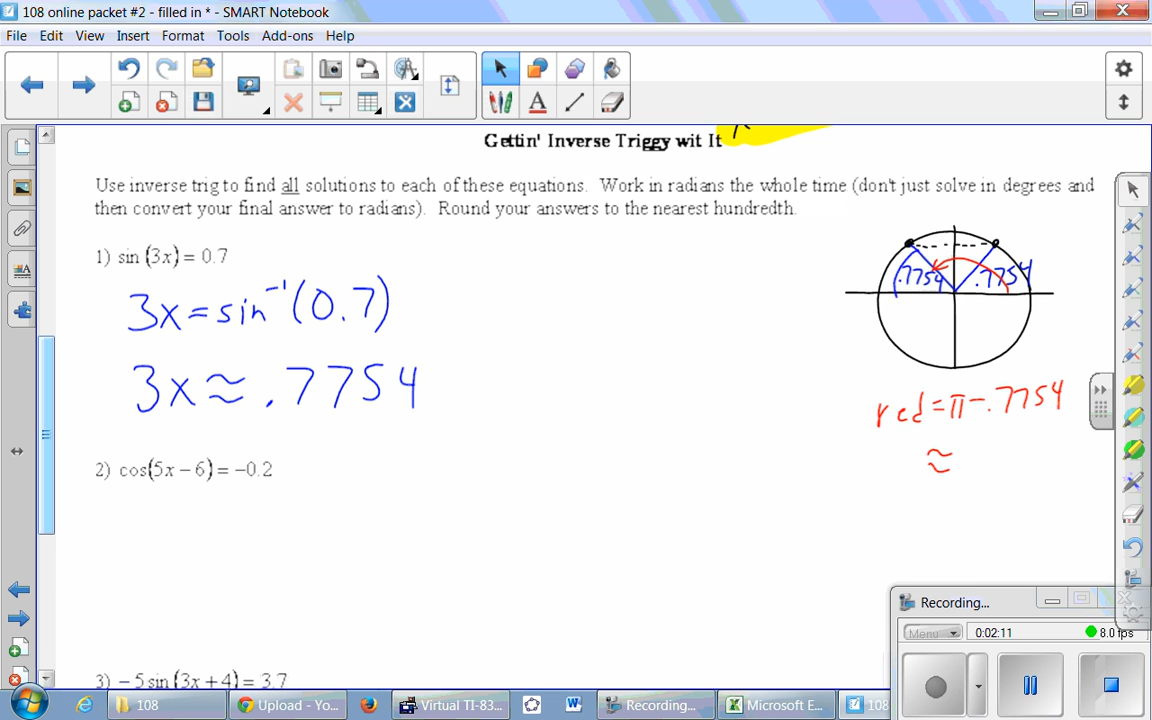 108 online packet #2 - filled in * - SMART Notebook
File Edit View Insert Format Tools Add-ons Help
Gettin' Inverse Triggy wit It
Use inverse trig to find all solutions to each of these equations. Work in radians the whole time (don't just solve in degrees and
then convert your final answer to radians). Round your answers to the nearest hundredth.
1) sin(3x) = 0.7
3x = sin⁻¹(0.7)
3x ≈ .7754
.7754 .7754
red = π - .7754
≈
2) cos(5x - 6) = -0.2
3) -5sin(3x + 4) = 3.7
Recording...
Menu 0:02:11 8.0 fps
108 Upload - Yo... Virtual TI-83... Recording... Microsoft E... 108